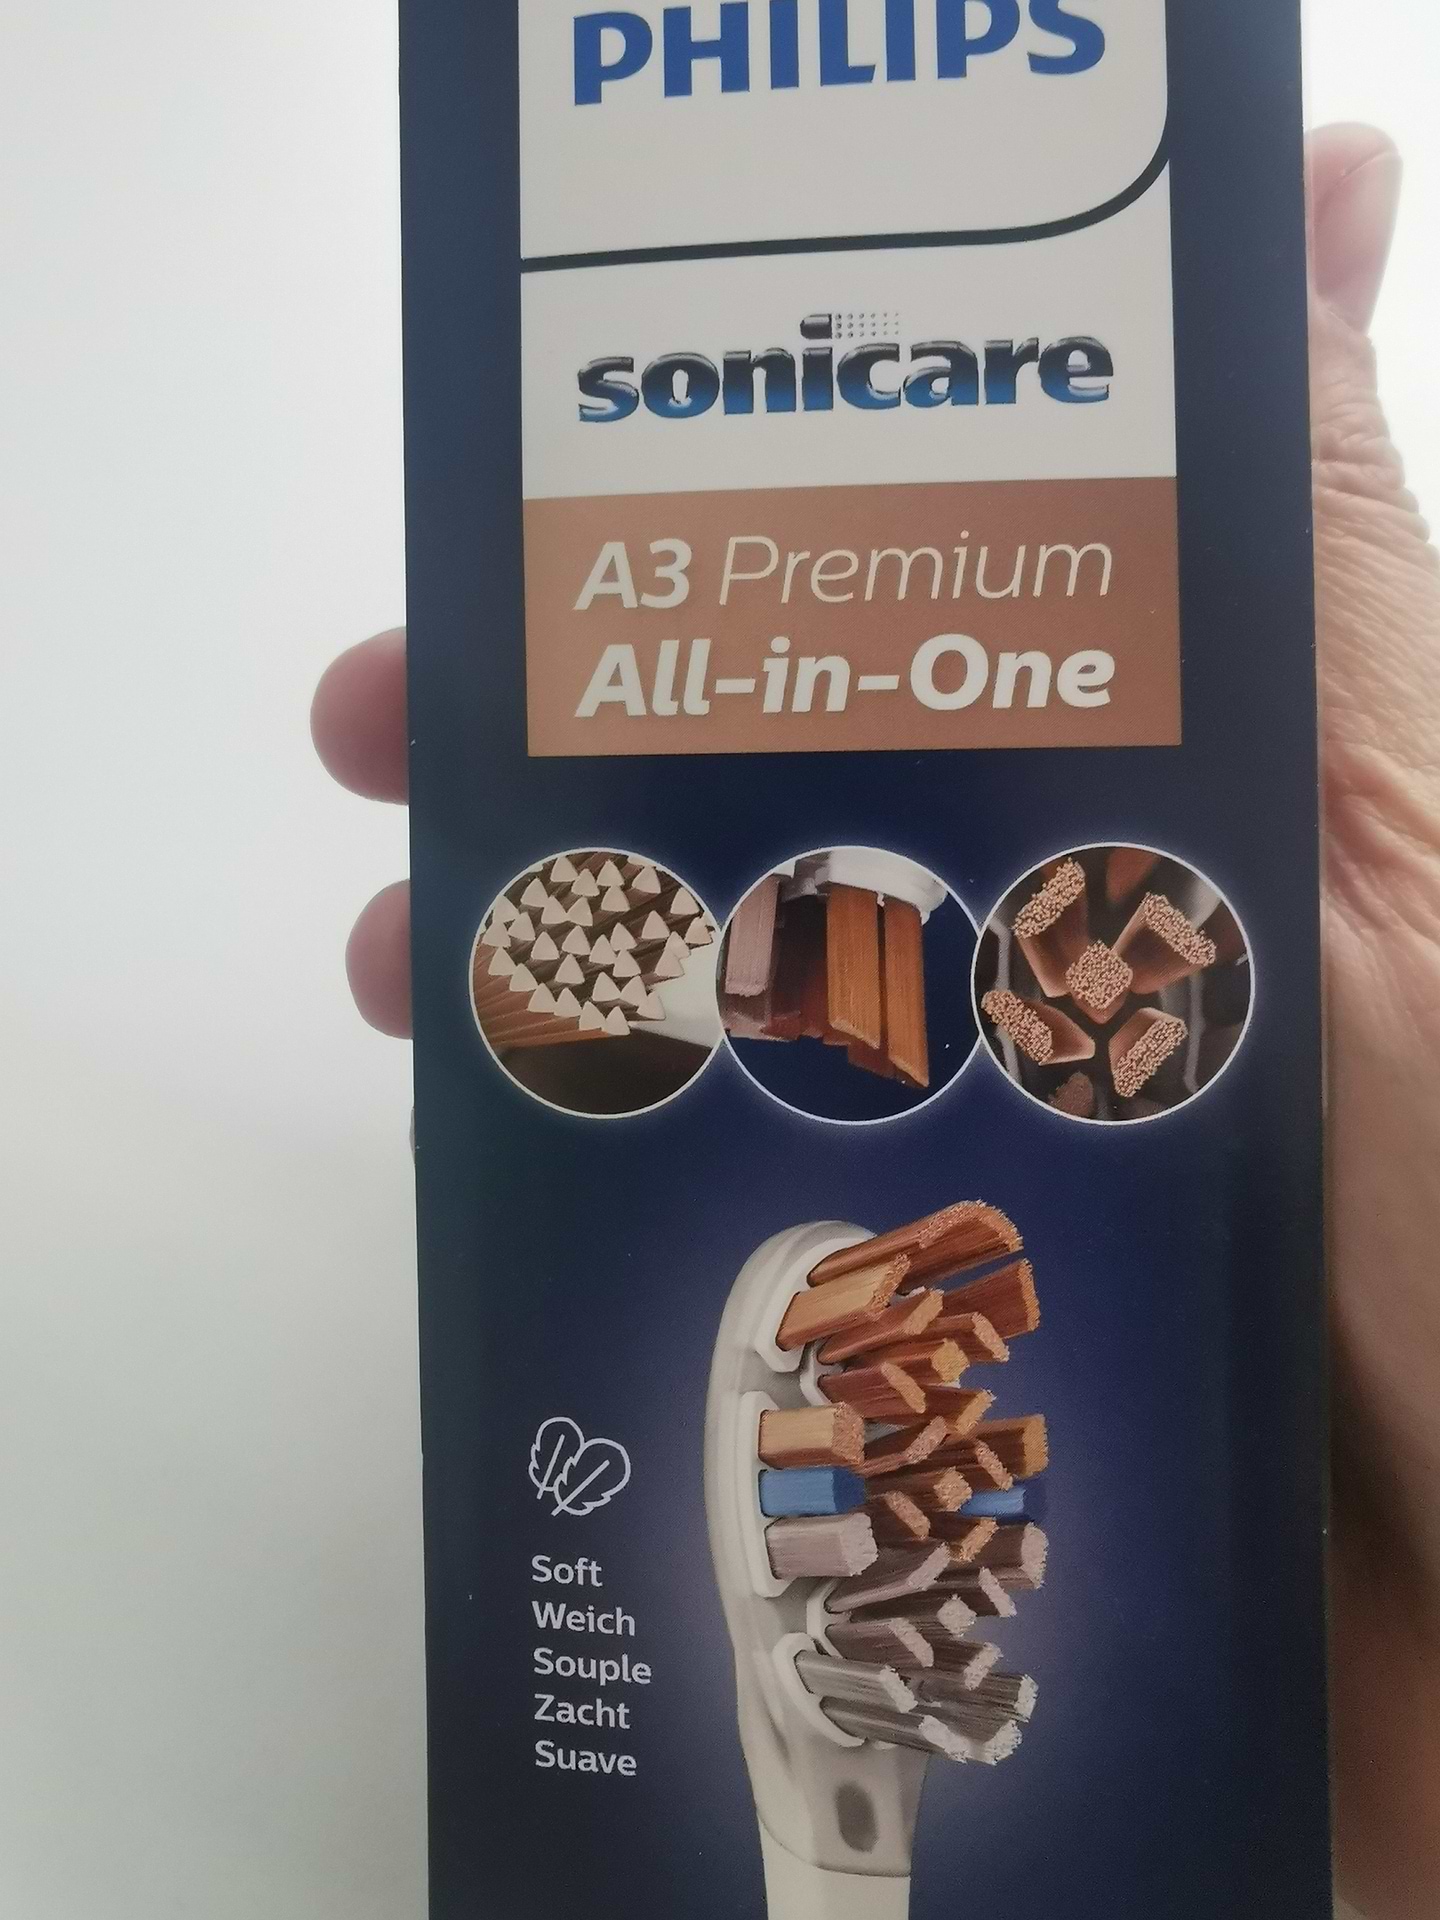 PHILIPS
sonicare
A3 Premium
All-in-One
Soft
Weich
Souple
Zacht
Suave